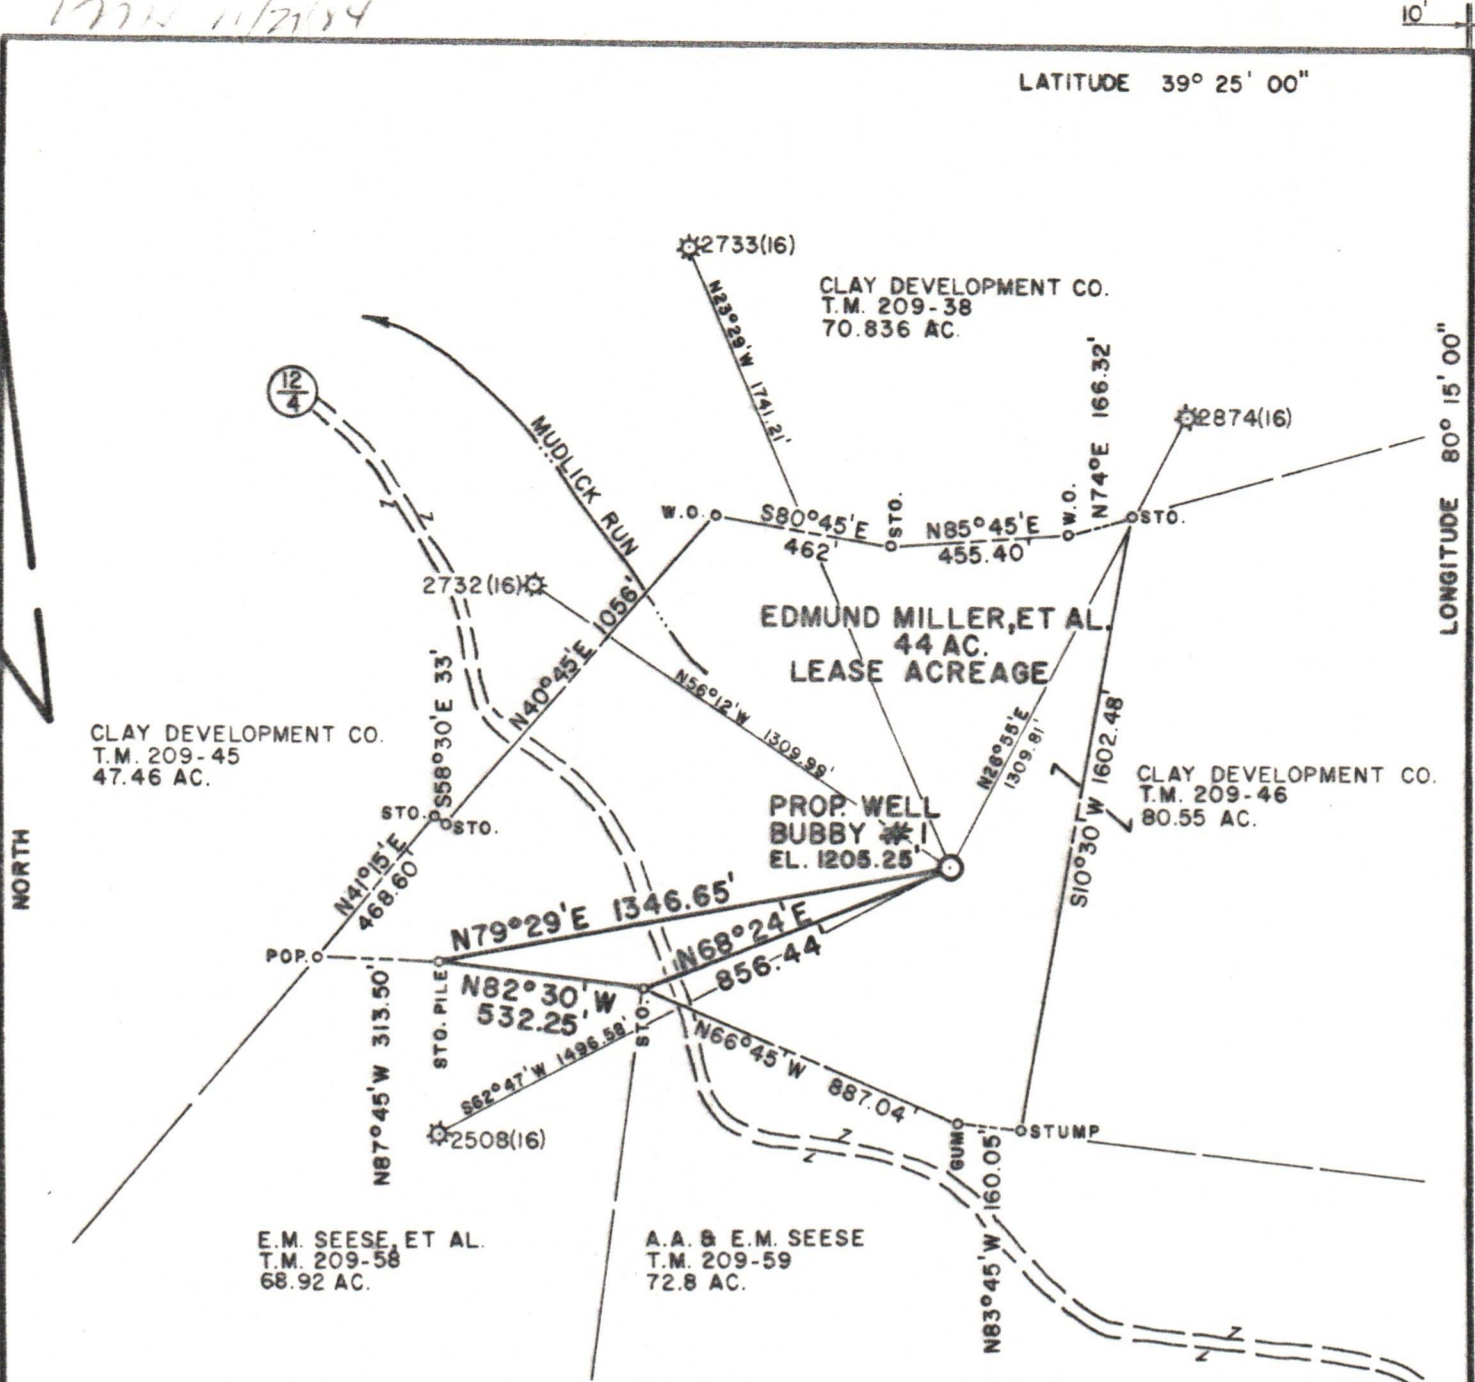 11/27/84
10'
LATITUDE 39° 25' 00"
2733(16)
CLAY DEVELOPMENT CO.
T.M. 209-38
70.836 AC.
N23°29'W 1741.21'
LONGITUDE 80° 15' 00"
12
4
2874(16)
N74°E 166.32'
MUDLICK RUN
W.O.
S80°45'E
462'
STO.
N85°45'E
455.40'
W.O.
STO.
2732(16)
N40°45'E 1056'
EDMUND MILLER, ET AL.
44 AC.
LEASE ACREAGE
N56°12'W 1309.99'
N28°55'E
1309.81'
S10°30'W 1602.48'
CLAY DEVELOPMENT CO.
T.M. 209-45
47.46 AC.
S58°30'E 33'
STO.
STO.
CLAY DEVELOPMENT CO.
T.M. 209-46
80.55 AC.
PROP. WELL
BUBBY #1
EL. 1205.25'
NORTH
N41°15'E
468.60'
N79°29'E 1346.65'
N68°24'E
856.44'
POP.
N87°45'W 313.50'
STO. PILE
N82°30'W
532.25'
STO.
S62°47'W 1496.58'
N66°45'W 887.04'
2508(16)
GUM
STUMP
N83°45'W 160.05'
E.M. SEESE, ET AL.
T.M. 209-58
68.92 AC.
A.A. & E.M. SEESE
T.M. 209-59
72.8 AC.